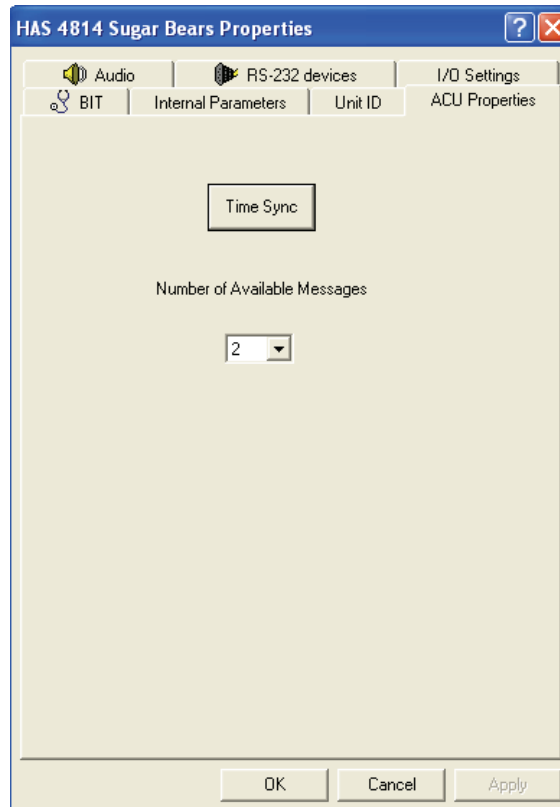 HAS 4814 Sugar Bears Properties
Audio
RS-232 devices
I/O Settings
BIT
Internal Parameters
Unit ID
ACU Properties
Time Sync
Number of Available Messages
2
OK
Cancel
Apply